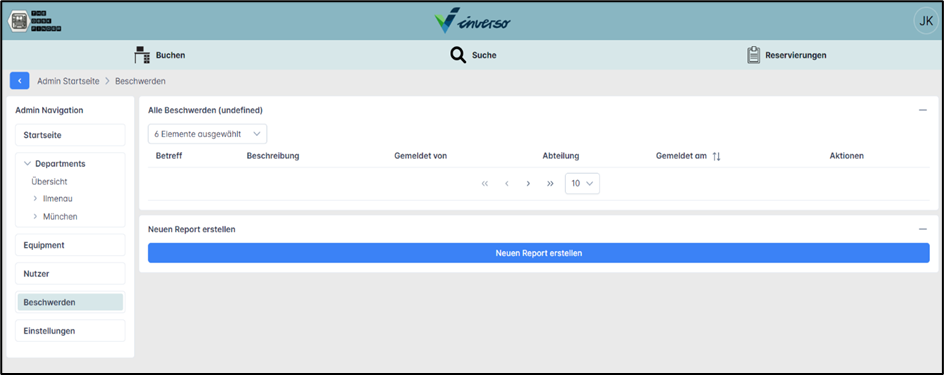 THE
DESK
FINDER
inverso
JK
Buchen
Suche
Reservierungen
Admin Startseite > Beschwerden
Admin Navigation
Startseite
Departments
Übersicht
Ilmenau
München
Equipment
Nutzer
Beschwerden
Einstellungen
Alle Beschwerden (undefined)
6 Elemente ausgewählt
Betreff Beschreibung Gemeldet von Abteilung Gemeldet am Aktionen
10
Neuen Report erstellen
Neuen Report erstellen